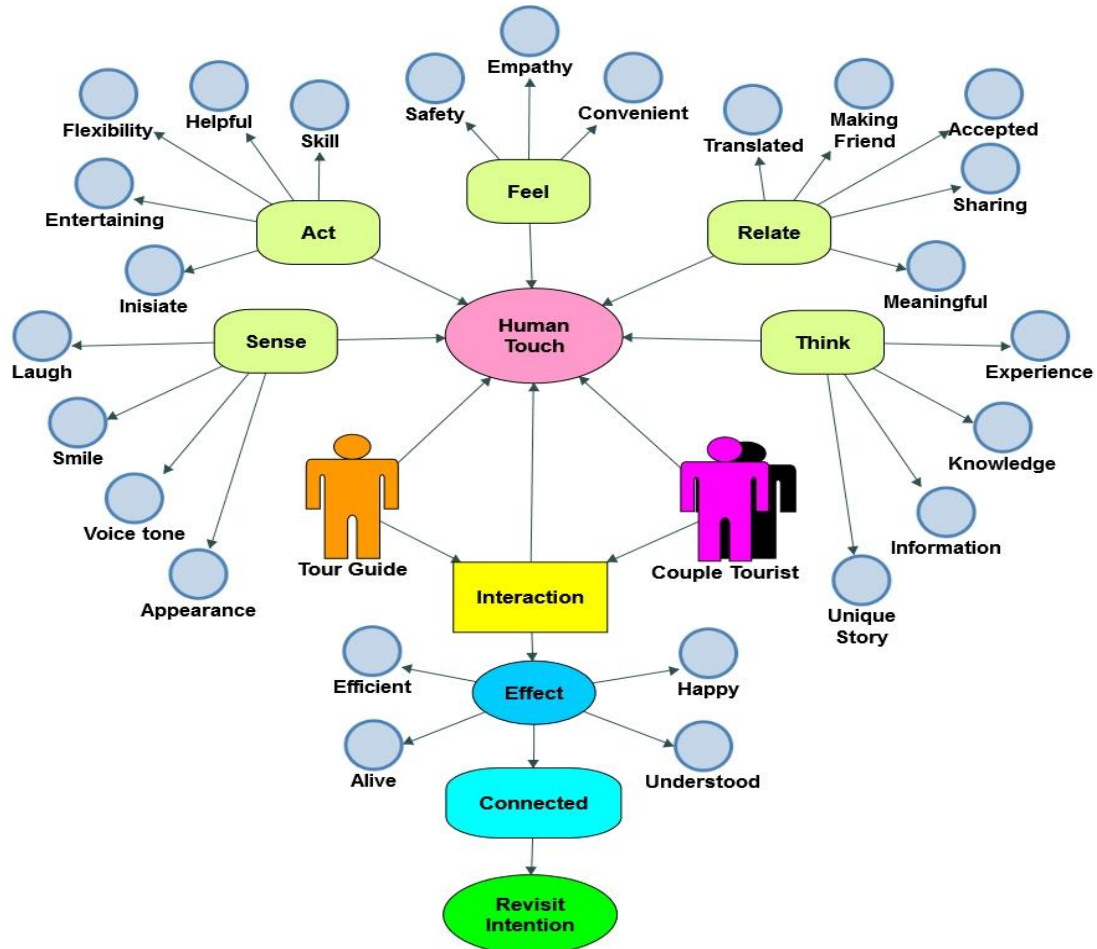 Empathy
Safety
Convenient
Flexibility
Helpful
Skill
Translated
Making
Friend
Accepted
Entertaining
Feel
Sharing
Act
Relate
Inisiate
Meaningful
Sense
Human
Touch
Think
Laugh
Experience
Smile
Knowledge
Voice tone
Information
Appearance
Tour Guide
Couple Tourist
Interaction
Unique
Story
Efficient
Effect
Happy
Alive
Understood
Connected
Revisit
Intention